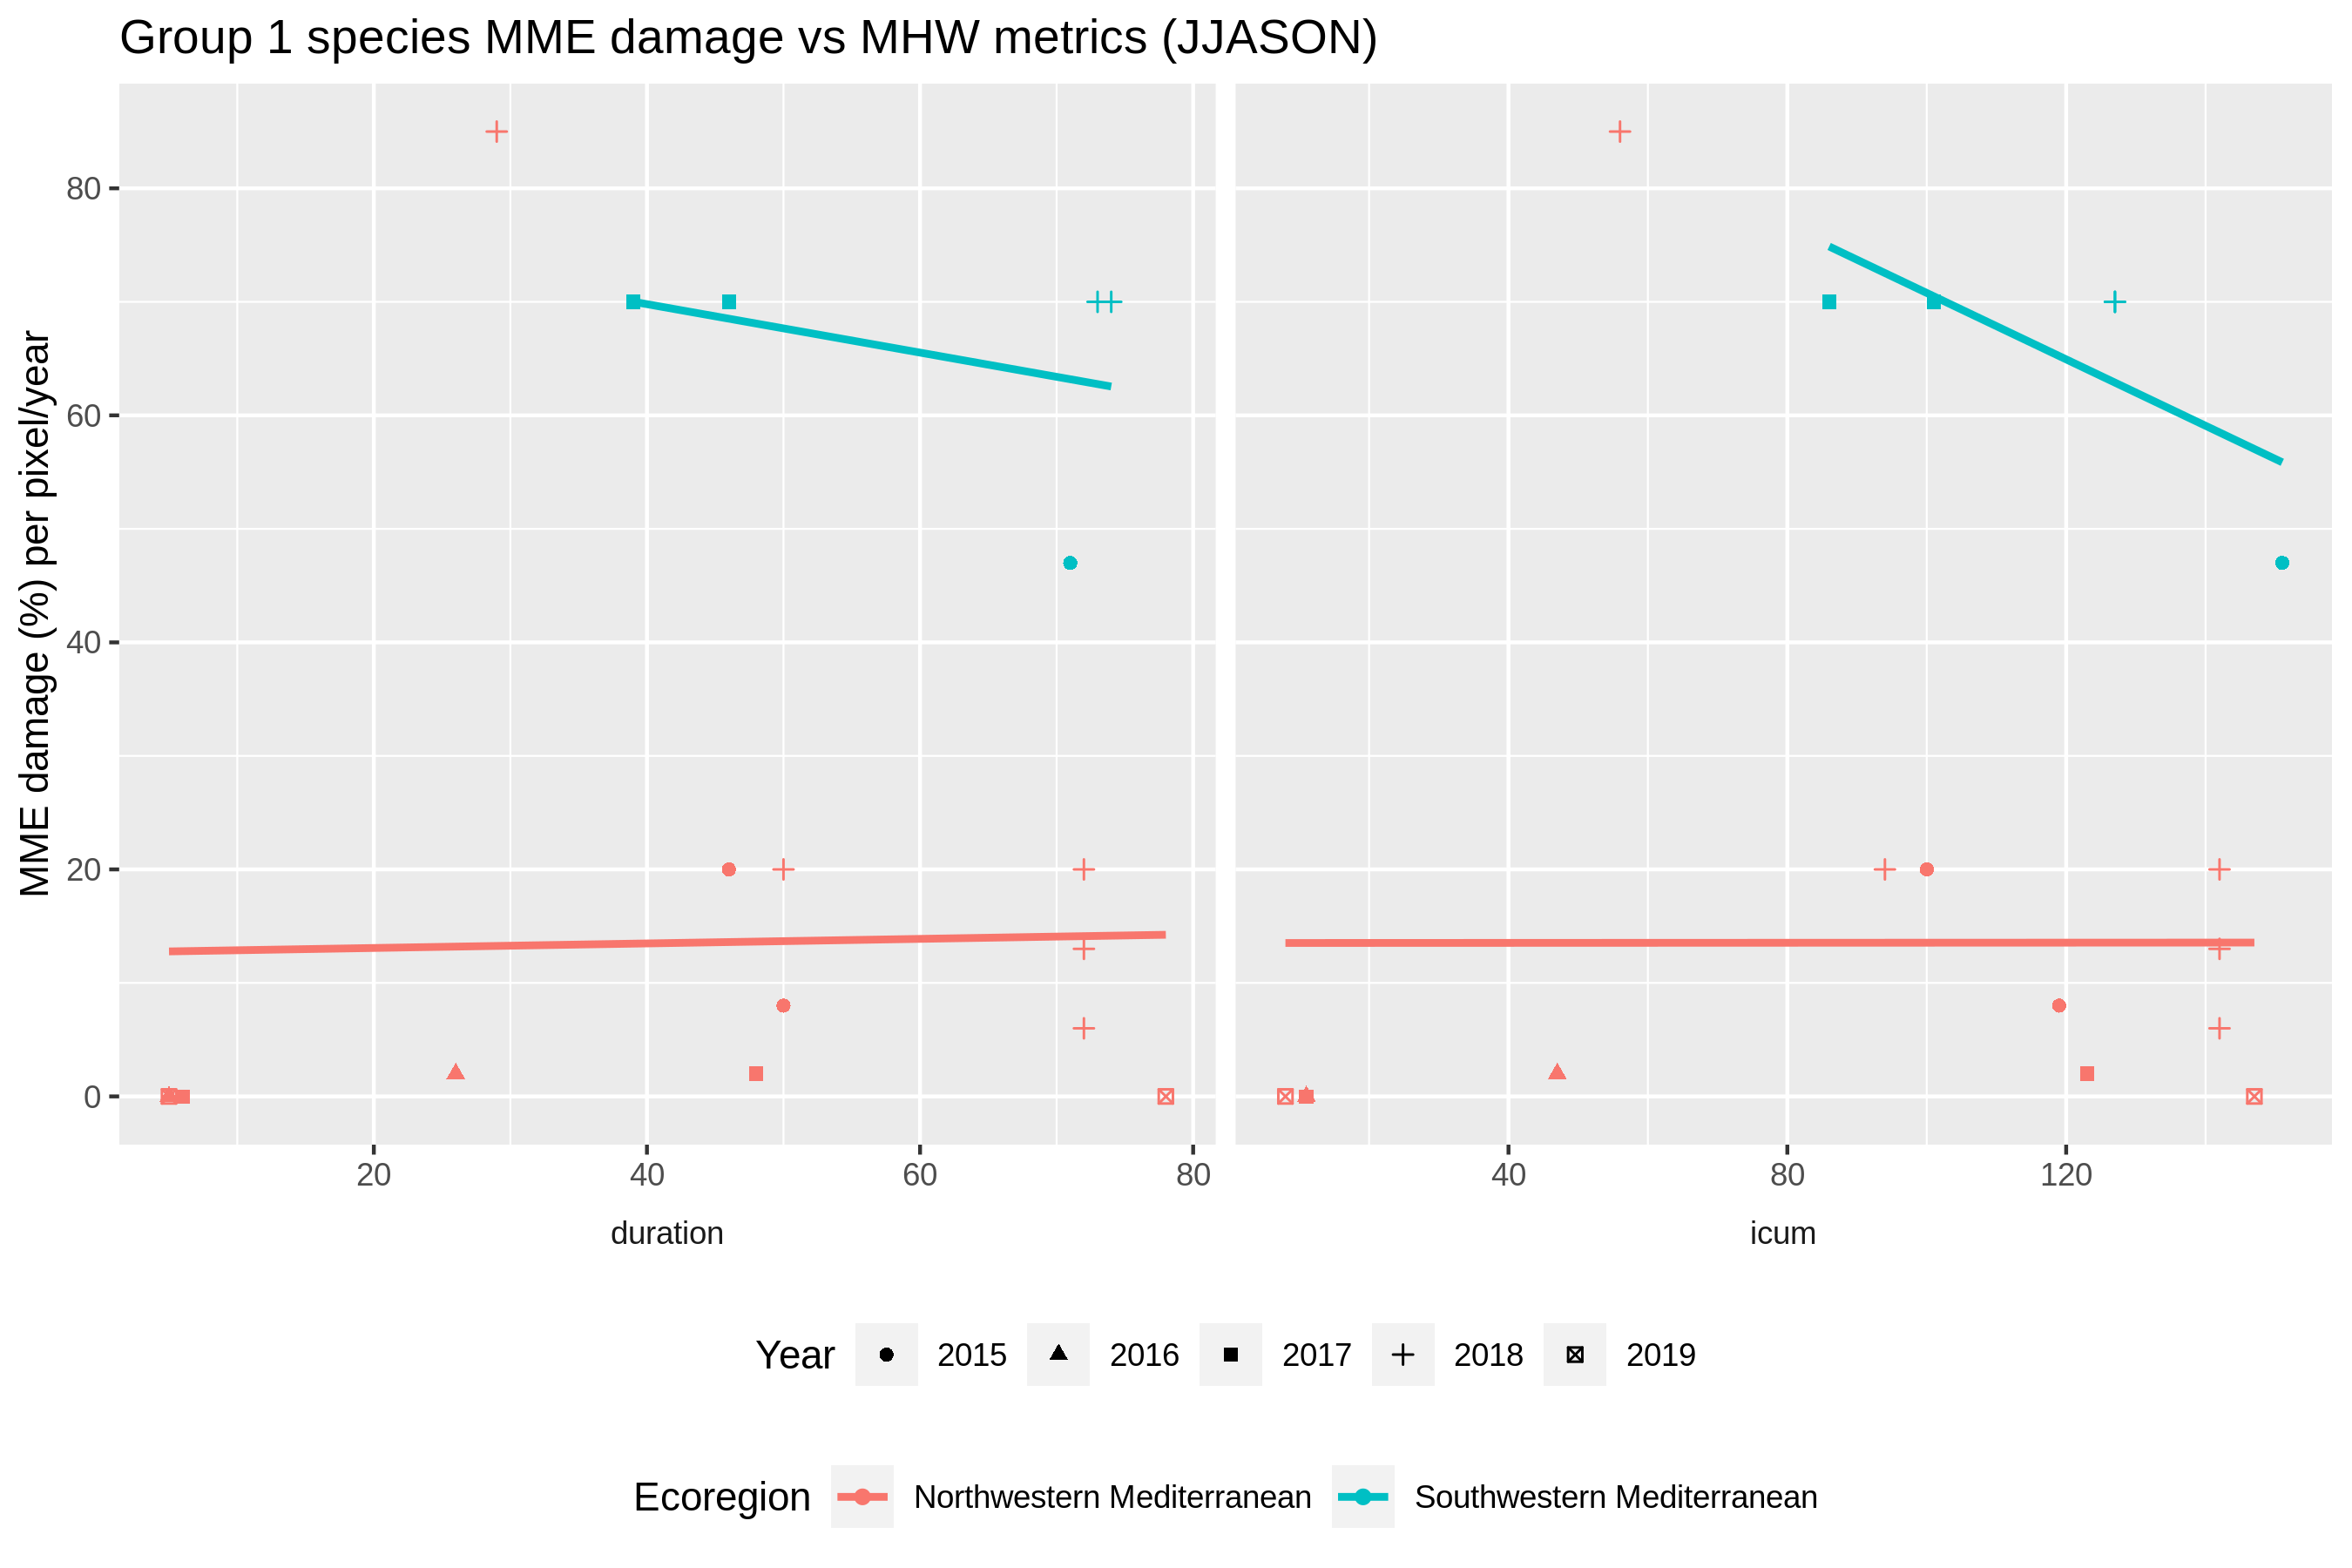 Group 1 species MME damage vs MHW metrics (JJASON)
MME damage (%) per pixel/year
80
60
40
20
0
20 40 60 80
40 80 120
duration
icum
Year 2015 2016 2017 2018 2019
Ecoregion Northwestern Mediterranean Southwestern Mediterranean